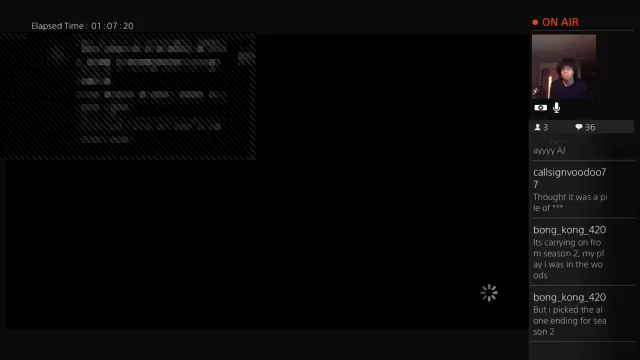 Elapsed Time : 01:07:20
ON AIR
3
36
ayyyy AJ
callsignvoodoo7
7
Thought it was a pi
le of ***
bong_kong_420
Its carrying on fro
m season 2, my pl
ay i was in the wo
ods
bong_kong_420
But i picked the al
one ending for sea
son 2